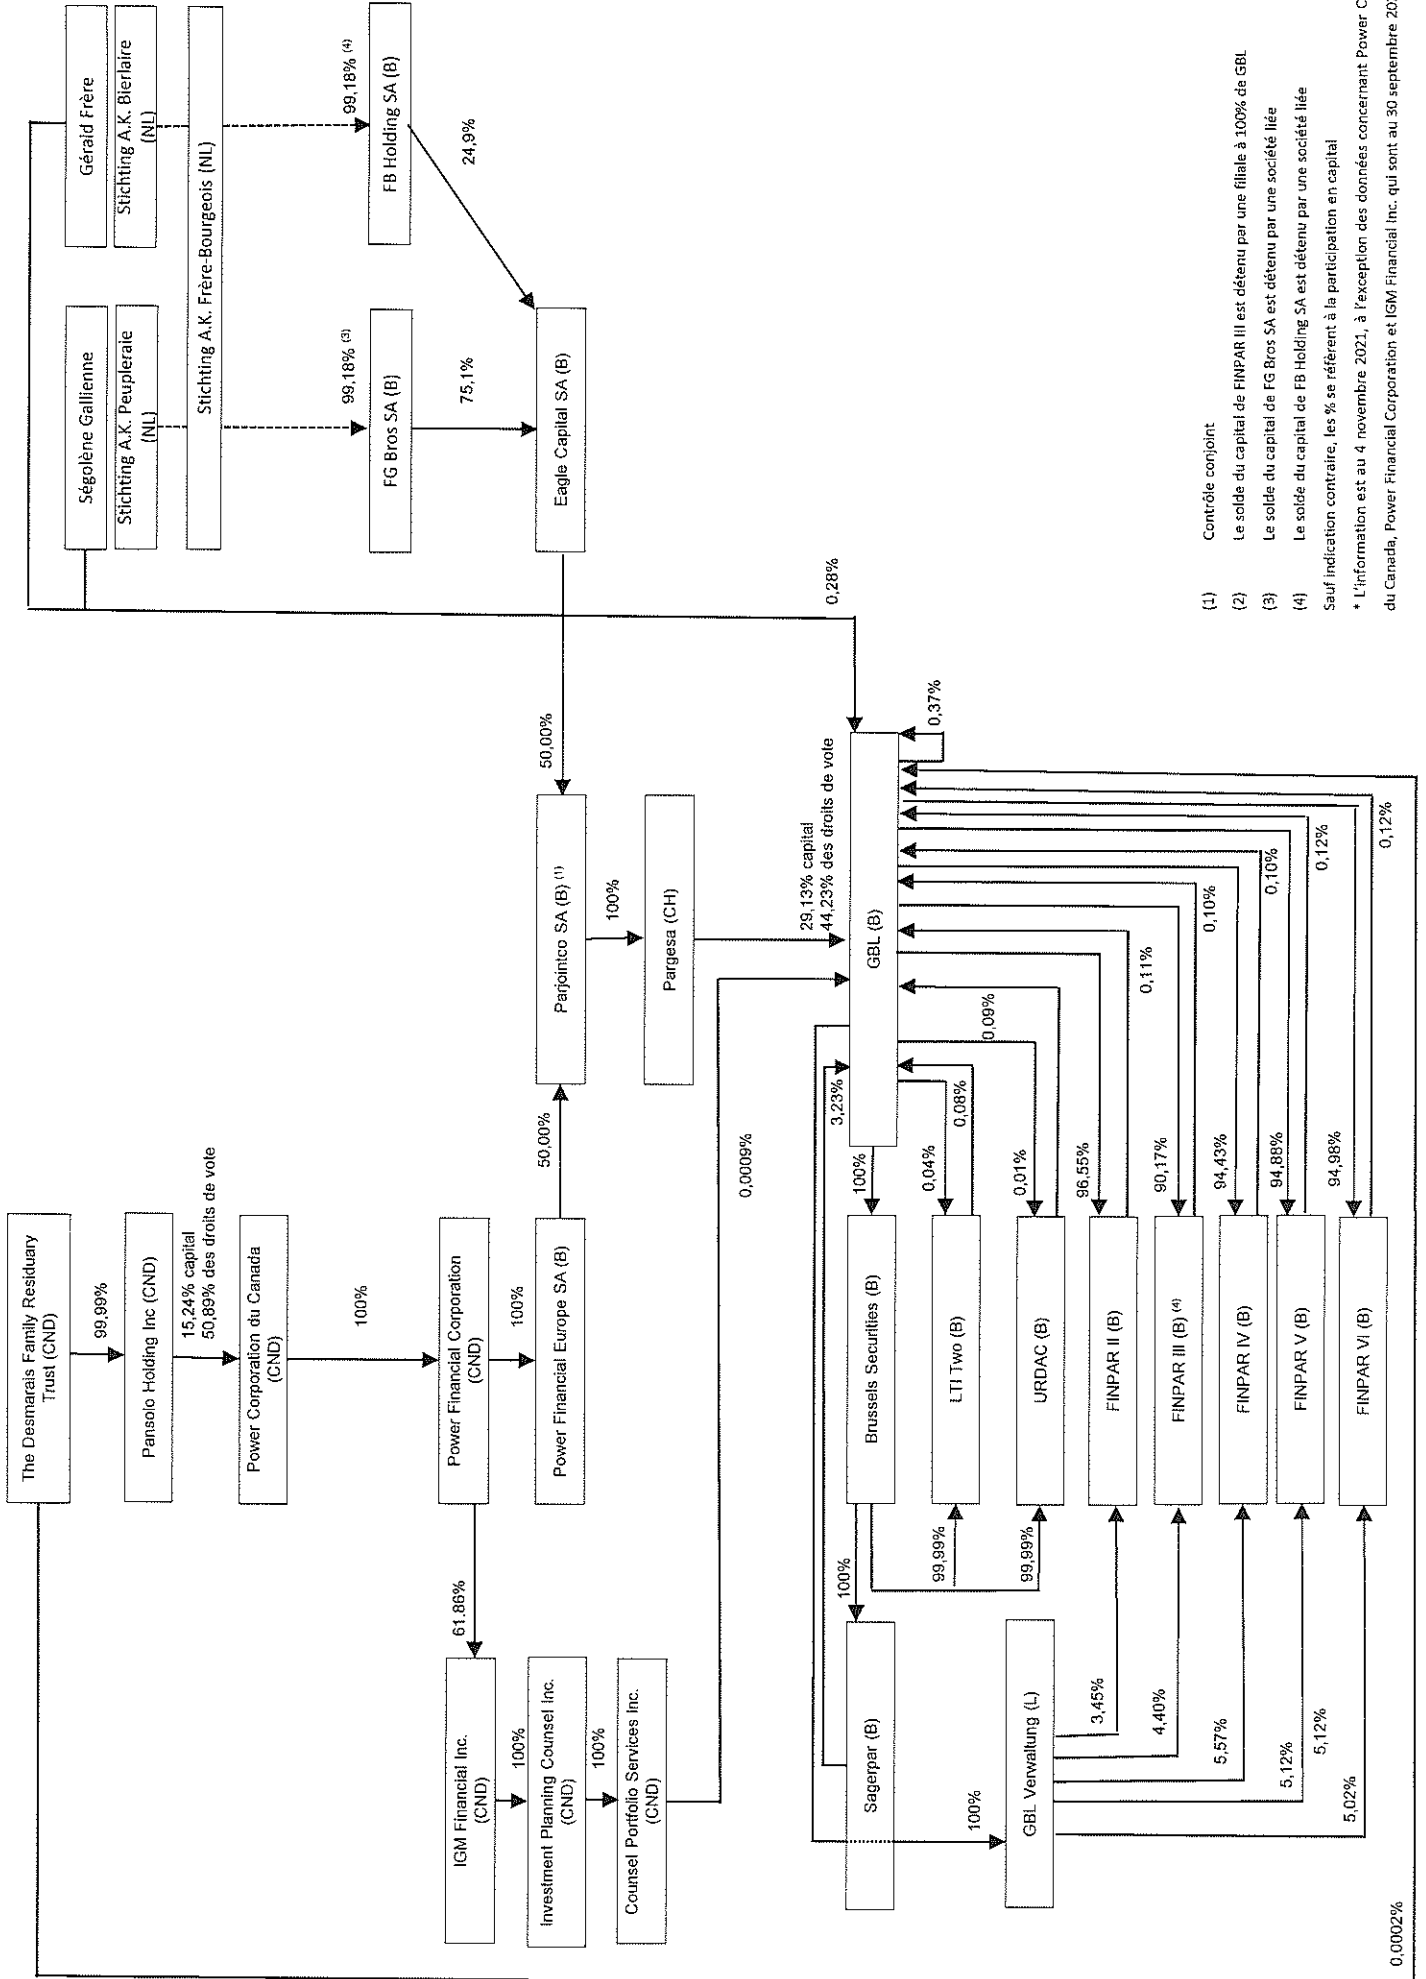 The Desmarais Family Residuary
Trust (CND)
99,99%
Pansolo Holding Inc (CND)
15,24% capital
50,89% des droits de vote
Power Corporation du Canada
(CND)
100%
Power Financial Corporation
(CND)
61.86%
100%
IGM Financial Inc.
(CND)
100%
Investment Planning Counsel Inc.
(CND)
100%
Counsel Portfolio Services Inc.
(CND)
0,0009%
Power Financial Europe SA (B)
50,00%
Ségolène Gallienne
Stichting A.K. Peupleraie
(NL)
Gérald Frère
Stichting A.K. Bierlaire
(NL)
Stichting A.K. Frère-Bourgeois (NL)
99,18% (3)
99,18% (4)
FG Bros SA (B)
FB Holding SA (B)
75,1%
24,9%
Eagle Capital SA (B)
50,00%
0,28%
Parjointco SA (B) (1)
100%
Pargesa (CH)
29,13% capital
44,23% des droits de vote
GBL (B)
0,37%
3,23%
100%
0,04%
0,08%
0,01%
0,09%
96,55%
0,11%
90,17%
0,10%
94,43%
0,10%
94,88%
0,12%
94,98%
0,12%
Sagerpar (B)
100%
Brussels Securities (B)
99,99%
LTI Two (B)
99,99%
URDAC (B)
100%
GBL Verwaltung (L)
3,45%
FINPAR II (B)
4,40%
FINPAR III (B) (4)
5,57%
FINPAR IV (B)
5,12%
5,12%
FINPAR V (B)
5,02%
FINPAR VI (B)
0,0002%
(1) Contrôle conjoint
(2) Le solde du capital de FINPAR III est détenu par une filiale à 100% de GBL
(3) Le solde du capital de FG Bros SA est détenu par une société liée
(4) Le solde du capital de FB Holding SA est détenu par une société liée
Sauf indication contraire, les % se réfèrent à la participation en capital
* L'information est au 4 novembre 2021, à l'exception des données concernant Power C
du Canada, Power Financial Corporation et IGM Financial Inc. qui sont au 30 septembre 20